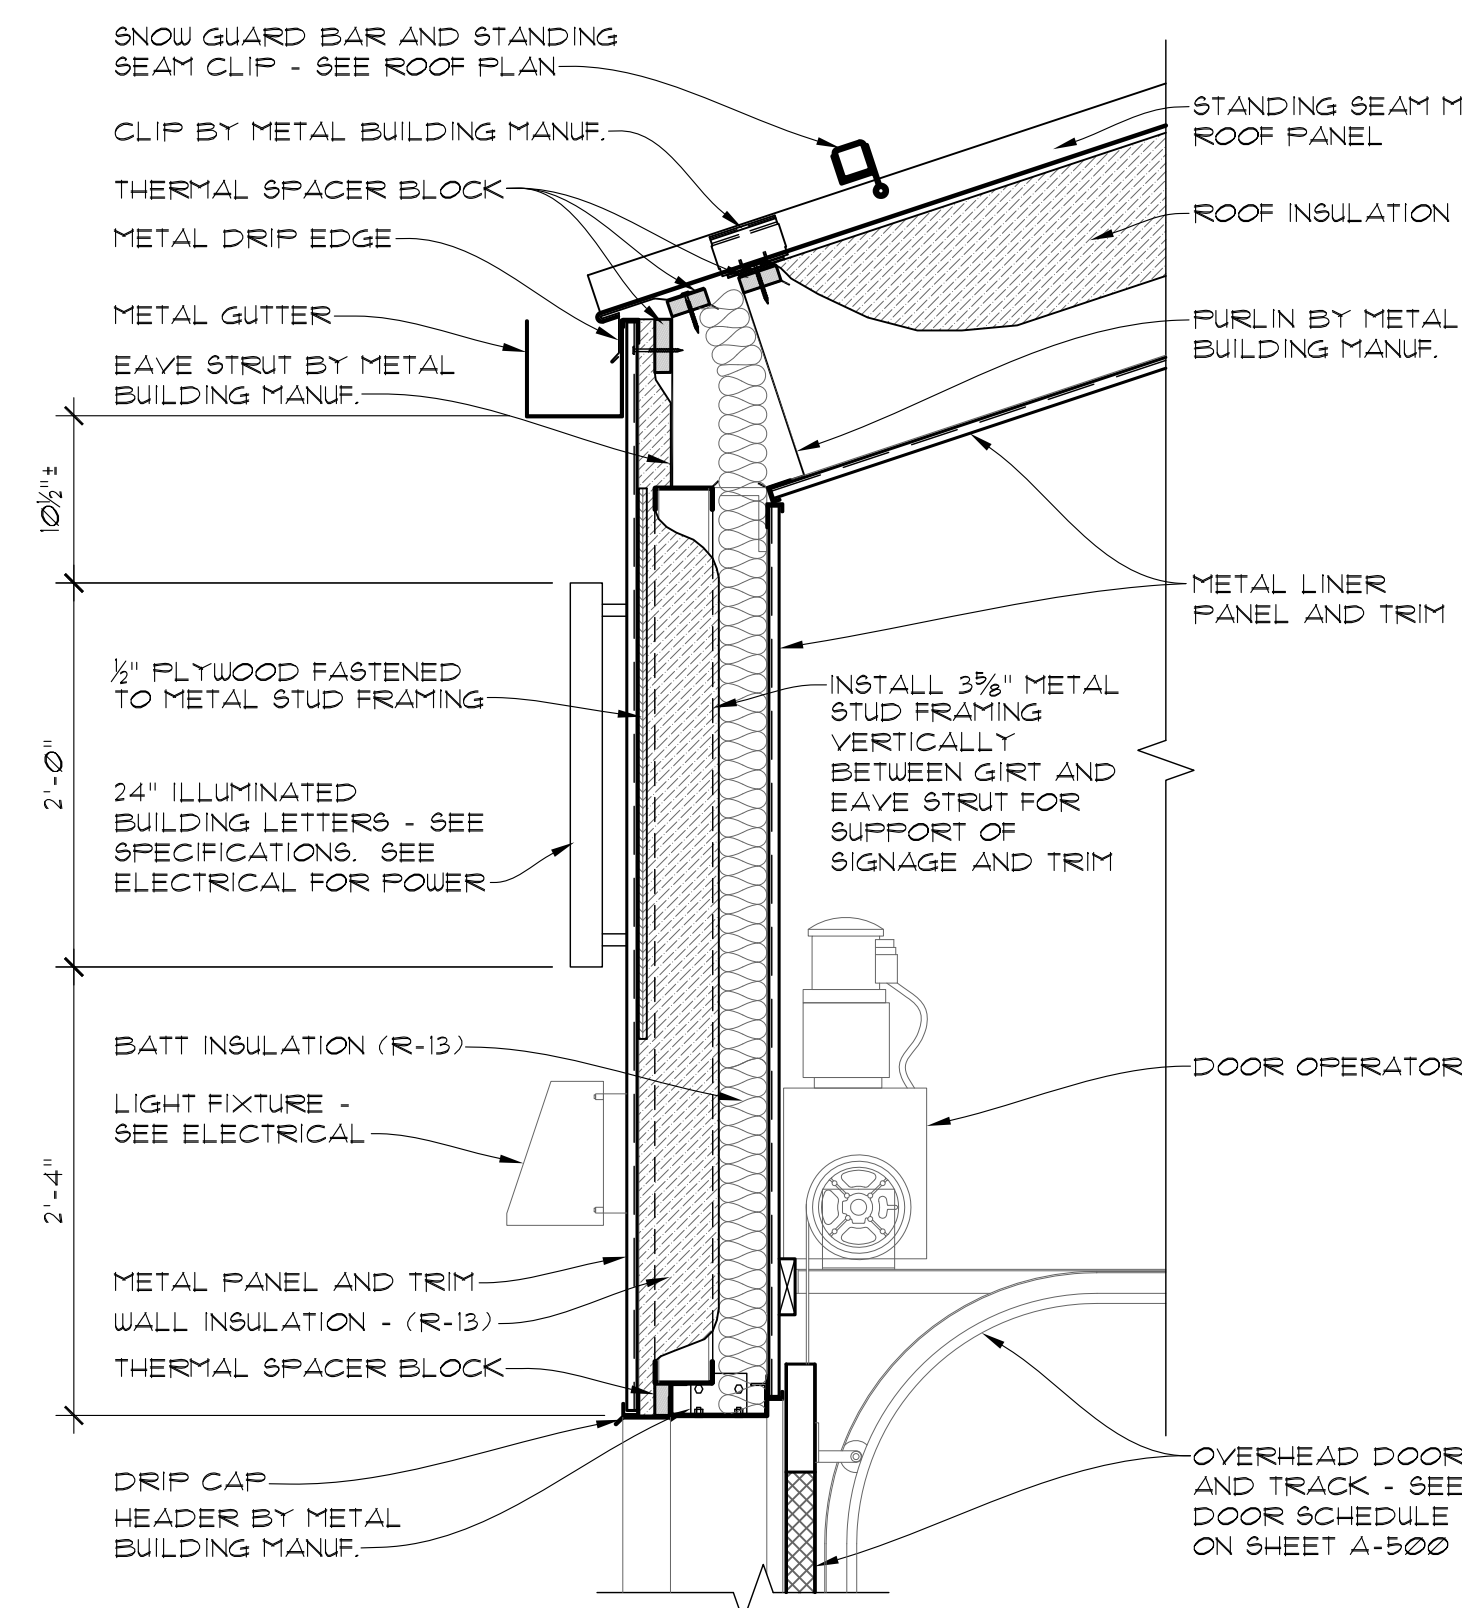 SNOW GUARD BAR AND STANDING
SEAM CLIP - SEE ROOF PLAN
CLIP BY METAL BUILDING MANUF.
THERMAL SPACER BLOCK
METAL DRIP EDGE
METAL GUTTER
EAVE STRUT BY METAL
BUILDING MANUF.
10½"±
2'-0"
2'-4"
½" PLYWOOD FASTENED
TO METAL STUD FRAMING
24" ILLUMINATED
BUILDING LETTERS - SEE
SPECIFICATIONS. SEE
ELECTRICAL FOR POWER
BATT INSULATION (R-13)
LIGHT FIXTURE -
SEE ELECTRICAL
METAL PANEL AND TRIM
WALL INSULATION - (R-13)
THERMAL SPACER BLOCK
DRIP CAP
HEADER BY METAL
BUILDING MANUF.
STANDING SEAM M
ROOF PANEL
ROOF INSULATION
PURLIN BY METAL
BUILDING MANUF.
METAL LINER
PANEL AND TRIM
INSTALL 3⅝" METAL
STUD FRAMING
VERTICALLY
BETWEEN GIRT AND
EAVE STRUT FOR
SUPPORT OF
SIGNAGE AND TRIM
DOOR OPERATOR
OVERHEAD DOOR
AND TRACK - SEE
DOOR SCHEDULE
ON SHEET A-500